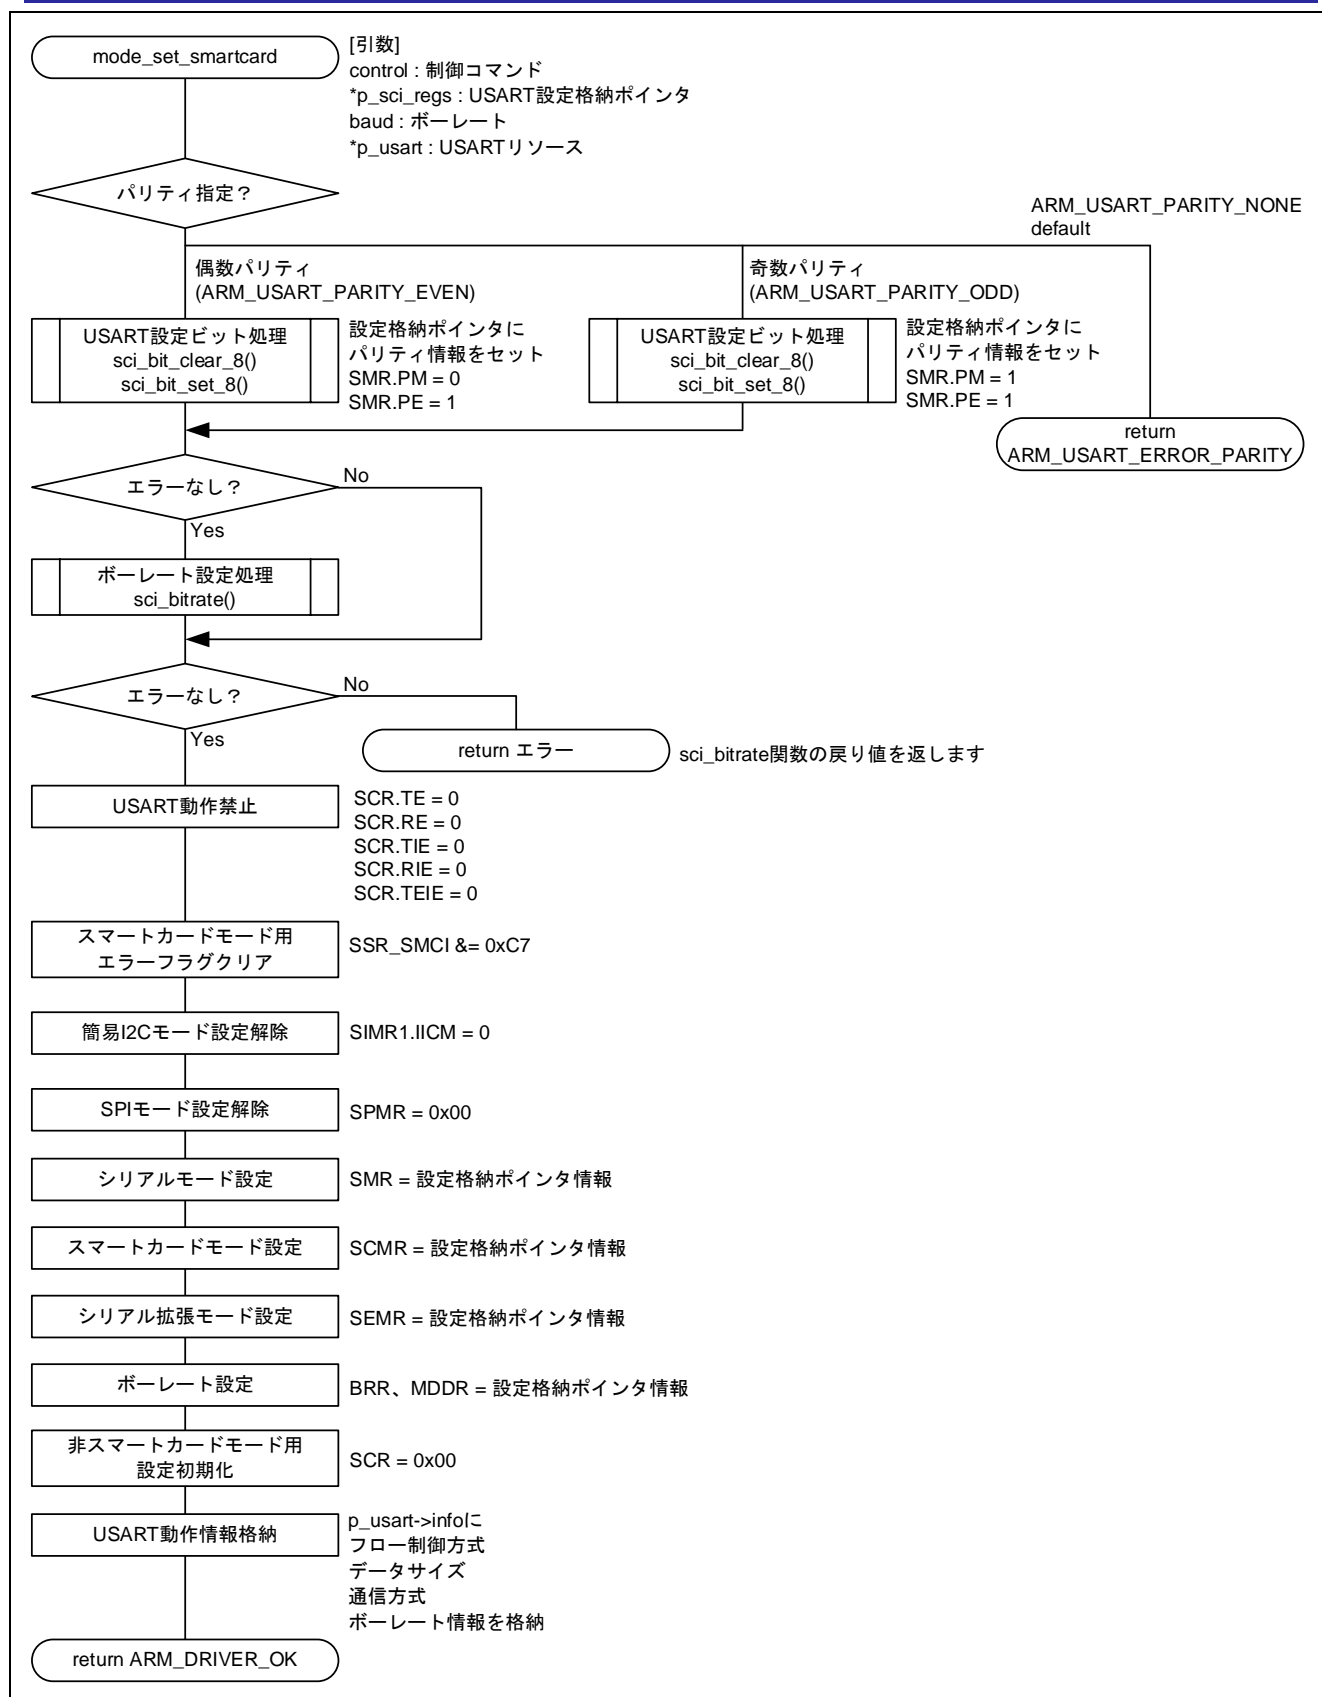 mode_set_smartcard
[引数]
control : 制御コマンド
*p_sci_regs : USART設定格納ポインタ
baud : ボーレート
*p_usart : USARTリソース
パリティ指定？
ARM_USART_PARITY_NONE
default
偶数パリティ
(ARM_USART_PARITY_EVEN)
奇数パリティ
(ARM_USART_PARITY_ODD)
USART設定ビット処理
sci_bit_clear_8()
sci_bit_set_8()
設定格納ポインタに
パリティ情報をセット
SMR.PM = 0
SMR.PE = 1
USART設定ビット処理
sci_bit_clear_8()
sci_bit_set_8()
設定格納ポインタに
パリティ情報をセット
SMR.PM = 1
SMR.PE = 1
return
ARM_USART_ERROR_PARITY
エラーなし？
No
Yes
ボーレート設定処理
sci_bitrate()
エラーなし？
No
Yes
return エラー
sci_bitrate関数の戻り値を返します
USART動作禁止
SCR.TE = 0
SCR.RE = 0
SCR.TIE = 0
SCR.RIE = 0
SCR.TEIE = 0
スマートカードモード用
エラーフラグクリア
SSR_SMCI &= 0xC7
簡易I2Cモード設定解除
SIMR1.IICM = 0
SPIモード設定解除
SPMR = 0x00
シリアルモード設定
SMR = 設定格納ポインタ情報
スマートカードモード設定
SCMR = 設定格納ポインタ情報
シリアル拡張モード設定
SEMR = 設定格納ポインタ情報
ボーレート設定
BRR、MDDR = 設定格納ポインタ情報
非スマートカードモード用
設定初期化
SCR = 0x00
USART動作情報格納
p_usart->infoに
フロー制御方式
データサイズ
通信方式
ボーレート情報を格納
return ARM_DRIVER_OK